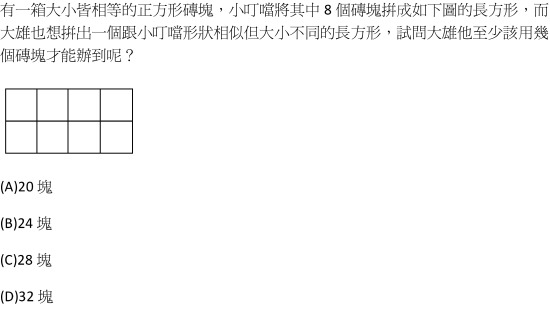 有一箱大小皆相等的正方形磚塊，小叮噹將其中 8 個磚塊拼成如下圖的長方形，而
大雄也想拼出一個跟小叮噹形狀相似但大小不同的長方形，試問大雄他至少該用幾
個磚塊才能辦到呢？
(A)20 塊
(B)24 塊
(C)28 塊
(D)32 塊